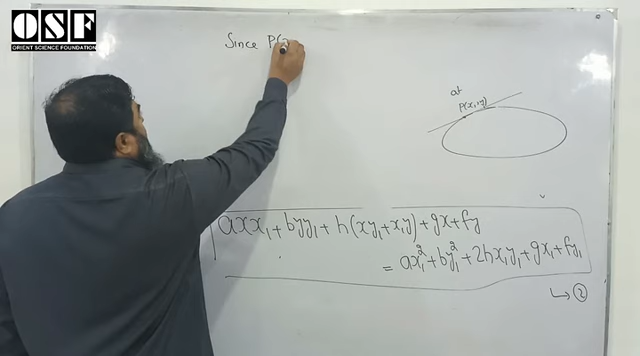 OSF
ORIENT SCIENCE FOUNDATION
Since P(x
at
P(x₁,y₁)
axx₁ + byy₁ + h(xy₁ + x₁y) + gx + fy
= ax₁² + by₁² + 2hx₁y₁ + gx₁ + fy₁
↳ ②